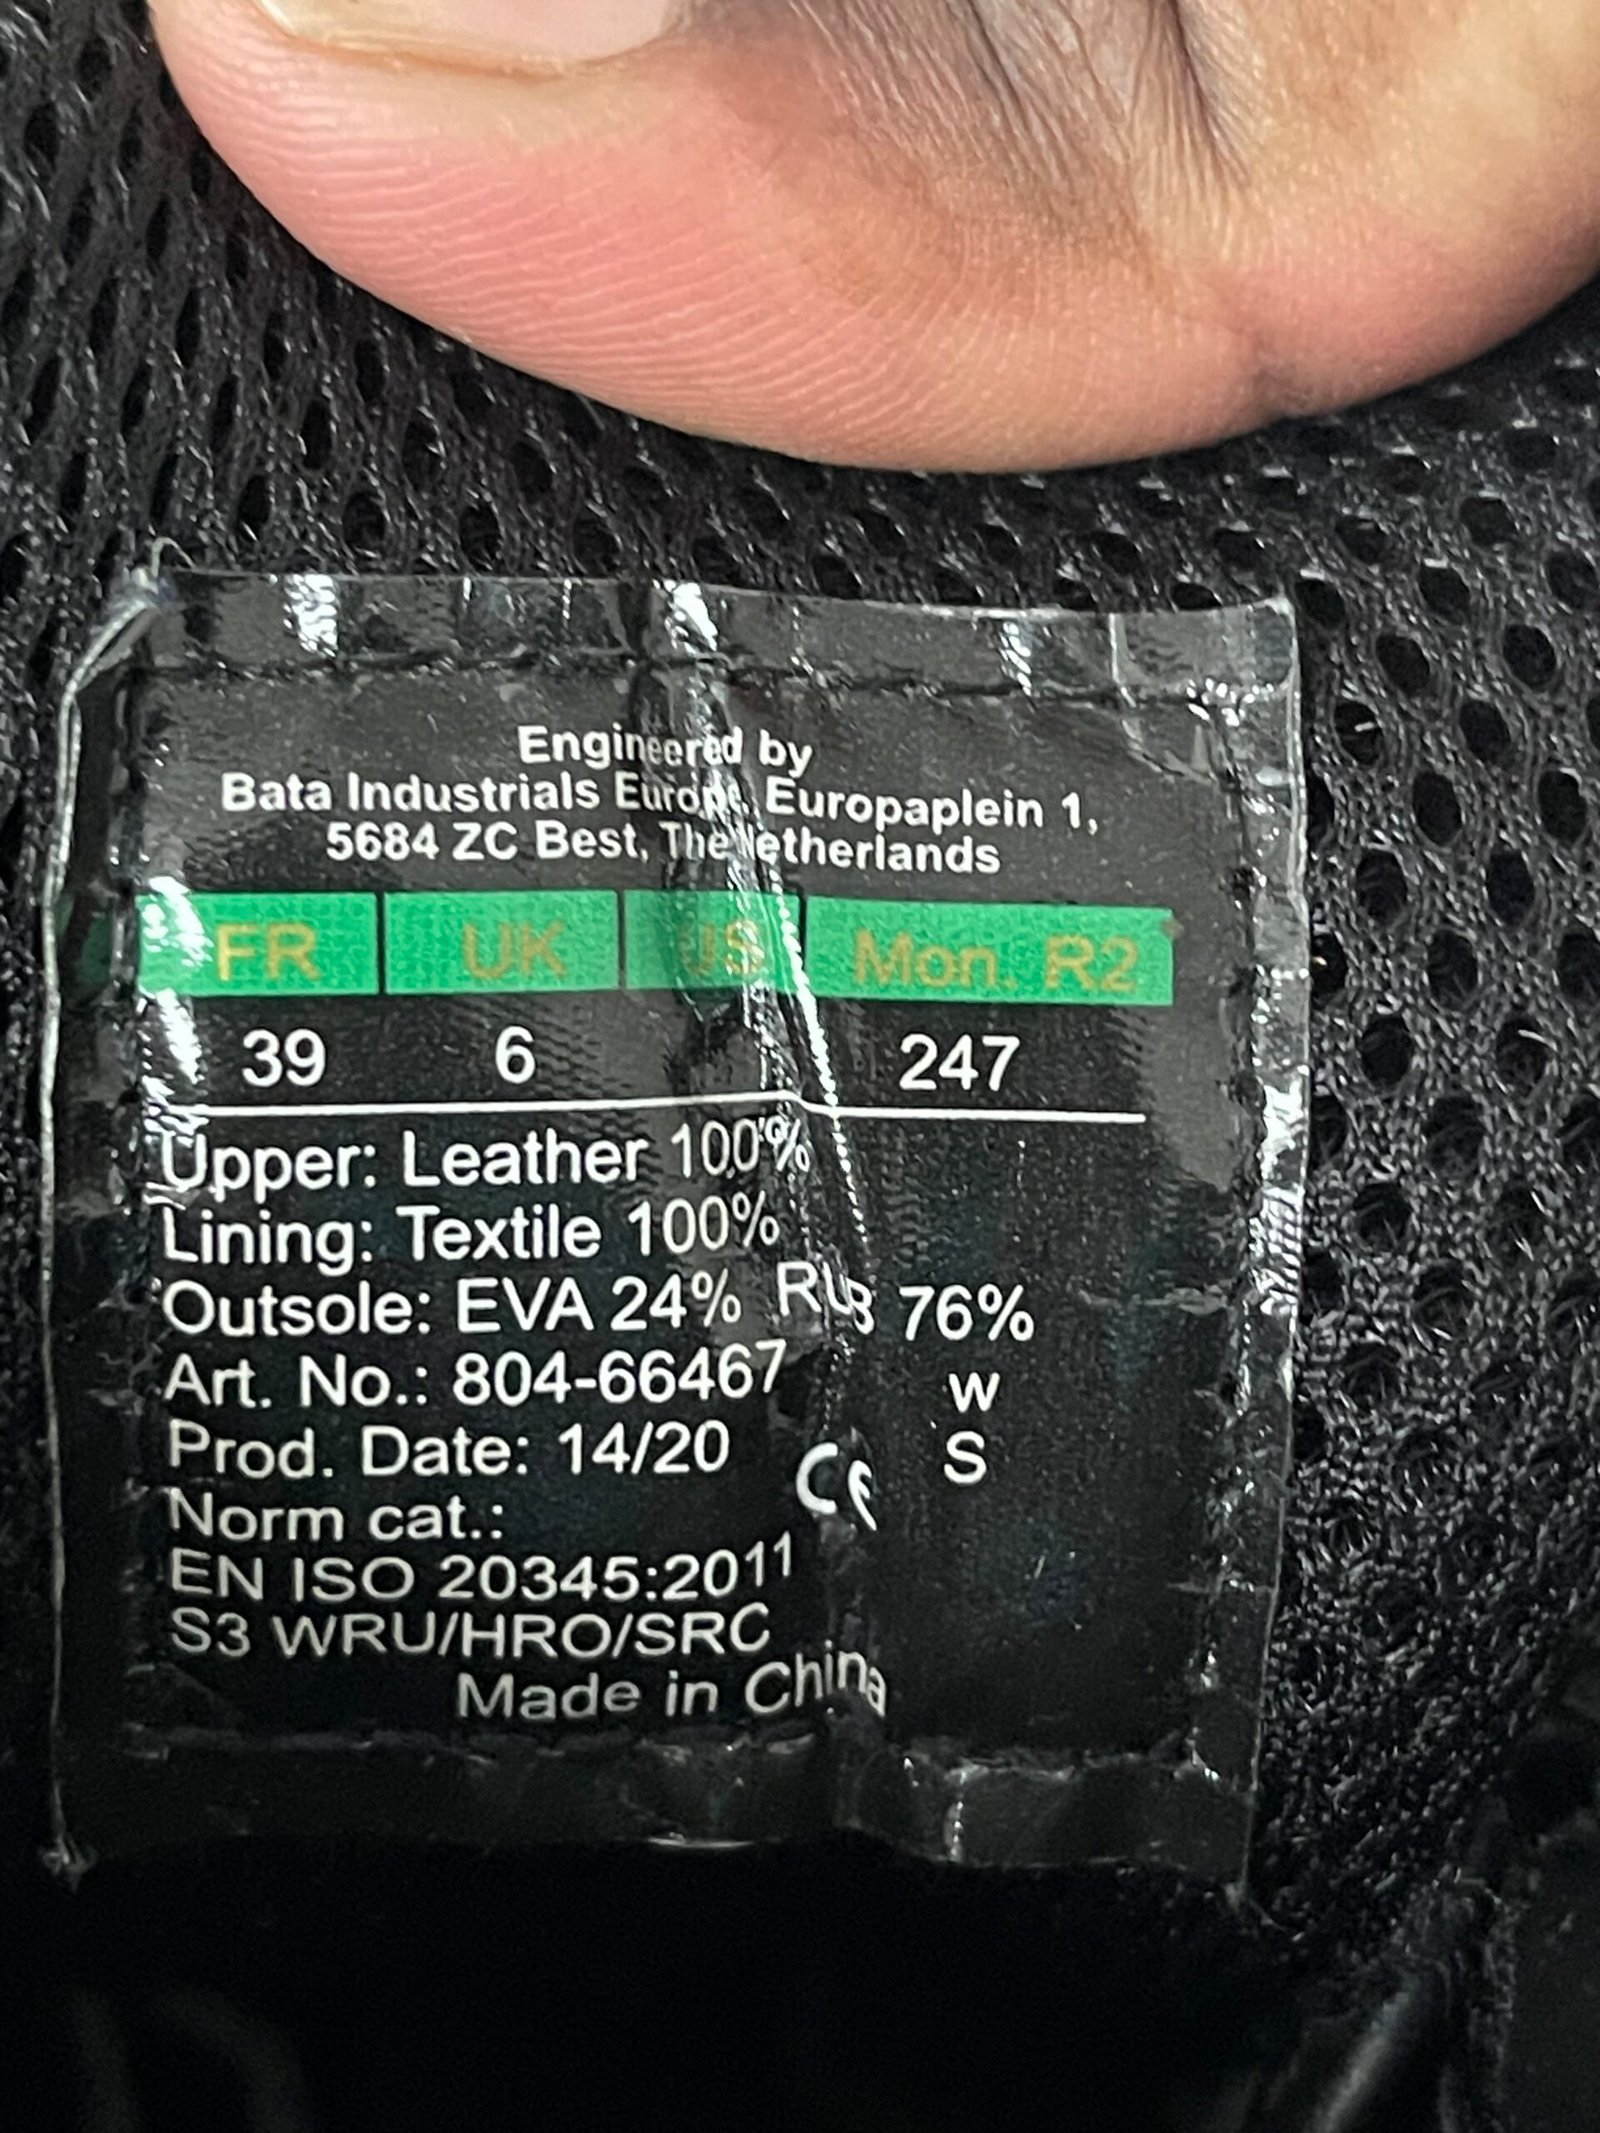 Engineered by
Bata Industrials Europe, Europaplein 1,
5684 ZC Best, The Netherlands
FR UK US Mon. R2
39 6 247
Upper: Leather 100%
Lining: Textile 100%
Outsole: EVA 24% RUB 76%
Art. No.: 804-66467 W
Prod. Date: 14/20 CE S
Norm cat.:
EN ISO 20345:2011
S3 WRU/HRO/SRC
Made in China